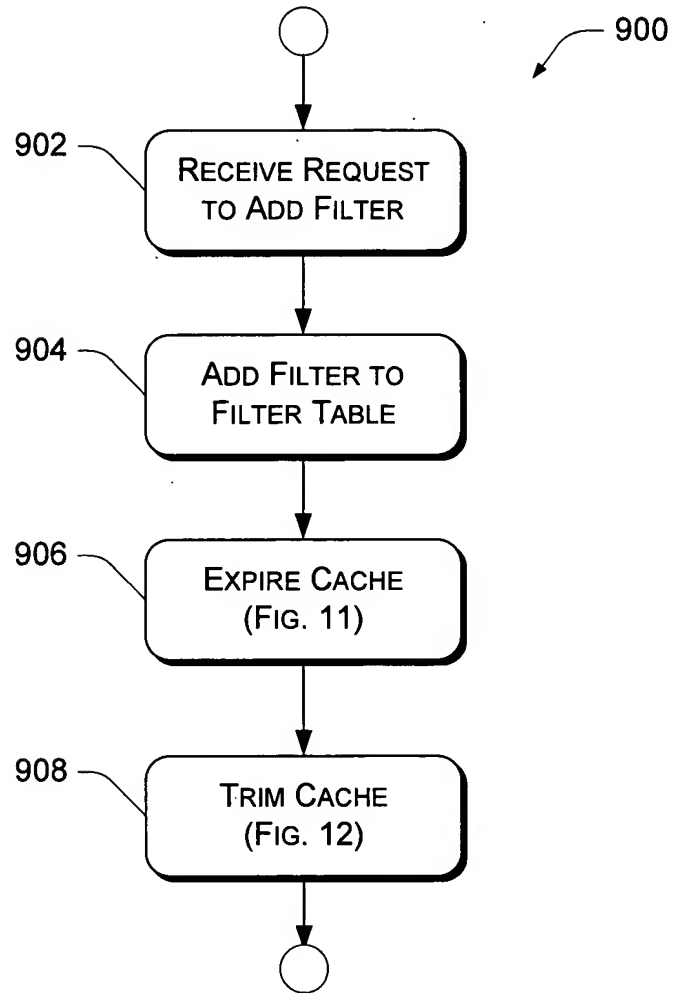 900
902
RECEIVE REQUEST
TO ADD FILTER
904
ADD FILTER TO
FILTER TABLE
906
EXPIRE CACHE
(FIG. 11)
908
TRIM CACHE
(FIG. 12)